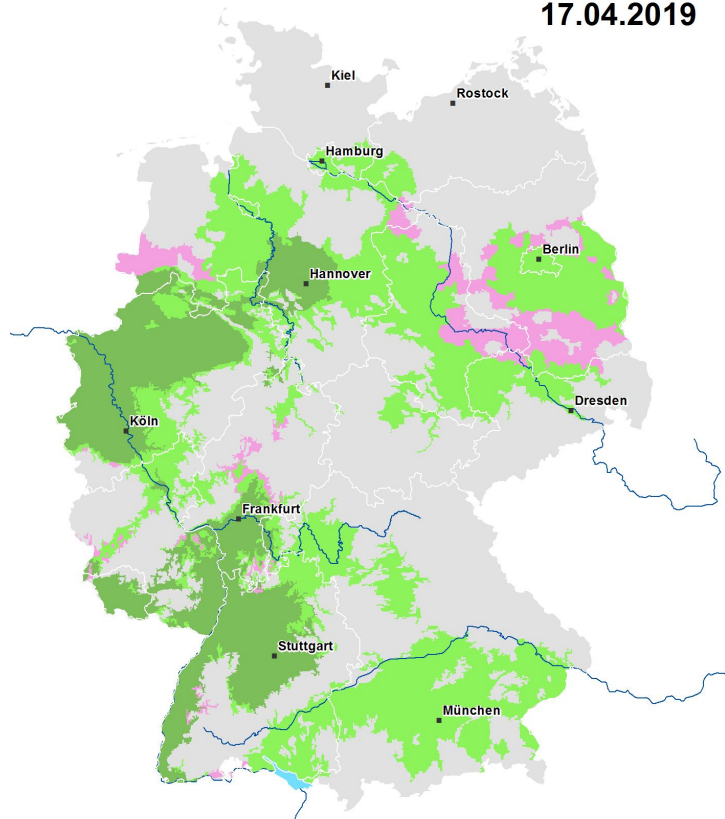 17.04.2019
Kiel
Rostock
Hamburg
Berlin
Hannover
Dresden
Köln
Frankfurt
Stuttgart
München